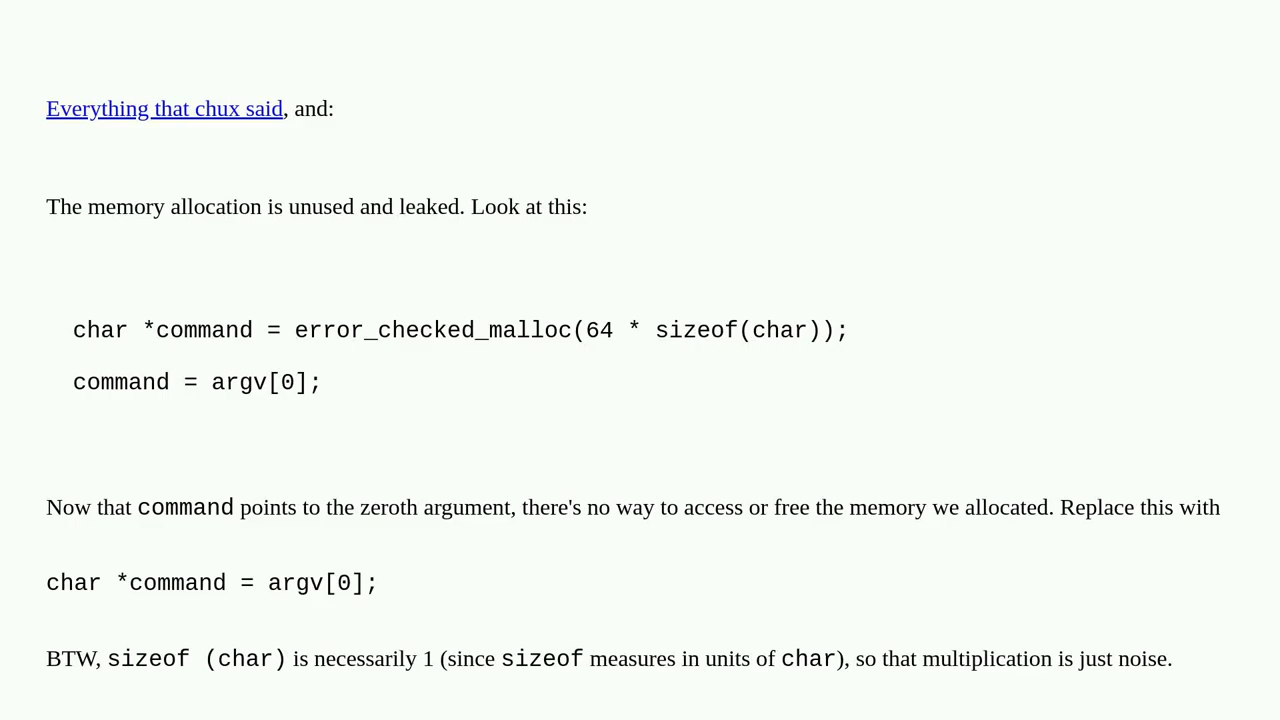 Everything that chux said, and:
The memory allocation is unused and leaked. Look at this:
char *command = error_checked_malloc(64 * sizeof(char));
command = argv[0];
Now that command points to the zeroth argument, there's no way to access or free the memory we allocated. Replace this with
char *command = argv[0];
BTW, sizeof (char) is necessarily 1 (since sizeof measures in units of char), so that multiplication is just noise.